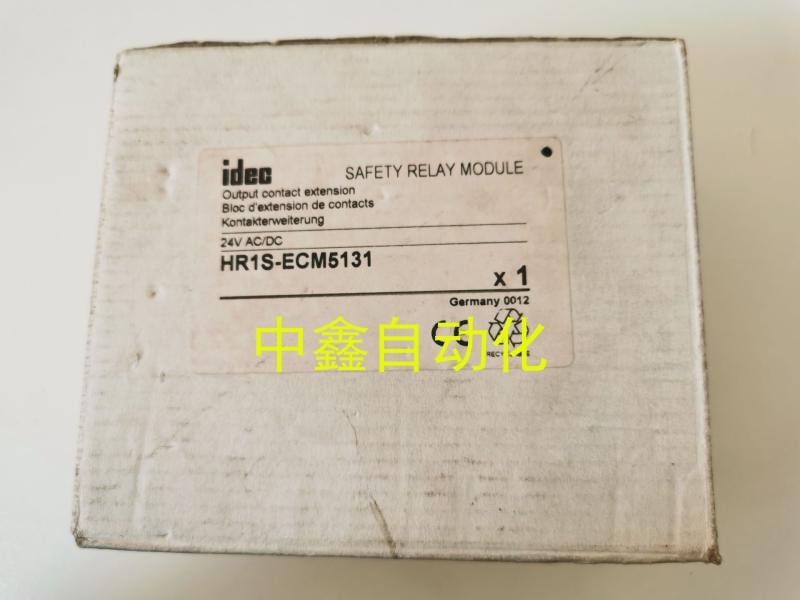 idec
SAFETY RELAY MODULE
Output contact extension
Bloc d'extension de contacts
Kontakterweiterung
24V AC/DC
HR1S-ECM5131
x 1
Germany 0012
CE
中鑫自动化